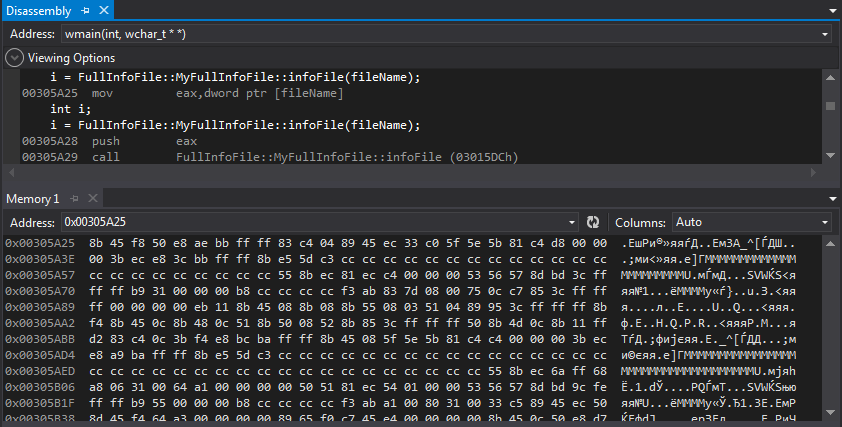 Disassembly
Address: wmain(int, wchar_t * *)
Viewing Options
i = FullInfoFile::MyFullInfoFile::infoFile(fileName);
00305A25 mov eax,dword ptr [fileName]
int i;
i = FullInfoFile::MyFullInfoFile::infoFile(fileName);
00305A28 push eax
00305A29 call FullInfoFile::MyFullInfoFile::infoFile (03015DCh)
Memory 1
Address: 0x00305A25 Columns: Auto
0x00305A25 8b 45 f8 50 e8 ae bb ff ff 83 c4 04 89 45 ec 33 c0 5f 5e 5b 81 c4 d8 00 00 .ЕшРи®»яягД..ЕмЗА_^[ЃДШ..
0x00305A3E 00 3b ec e8 3c bb ff ff 8b e5 5d c3 cc cc cc cc cc cc cc cc cc cc cc cc cc .;ми<»яя.е]ГММММММММММММММ
0x00305A57 cc cc cc cc cc cc cc cc cc 55 8b ec 81 ec c4 00 00 00 53 56 57 8d bd 3c ff МММММММММU.мЃмД...SVWЌЅ<я
0x00305A70 ff ff b9 31 00 00 00 b8 cc cc cc cc f3 ab 83 7d 08 00 75 0c c7 85 3c ff ff яя№1...ёММММу«ѓ}..u.З.<яя
0x00305A89 ff 00 00 00 00 eb 11 8b 45 08 8b 08 8b 55 08 03 51 04 89 95 3c ff ff ff 8b я....л..Е....U..Q...<яяя.
0x00305AA2 f4 8b 45 0c 8b 48 0c 51 8b 50 08 52 8b 85 3c ff ff ff 50 8b 4d 0c 8b 11 ff ф.Е..Н.Q.Р.R..<яяяР.М...я
0x00305ABB d2 83 c4 0c 3b f4 e8 bc ba ff ff 8b 45 08 5f 5e 5b 81 c4 c4 00 00 00 3b ec ТѓД.;фијєяя.Е._^[ЃДД...;м
0x00305AD4 e8 a9 ba ff ff 8b e5 5d c3 cc cc cc cc cc cc cc cc cc cc cc cc cc cc cc cc и©єяя.е]ГММММММММММММММММ
0x00305AED cc cc cc cc cc cc cc cc cc cc cc cc cc cc cc cc cc cc 55 8b ec 6a ff 68 ММММММММММММММММММU.мjяh
0x00305B06 a8 06 31 00 64 a1 00 00 00 00 50 51 81 ec 54 01 00 00 53 56 57 8d bd 9c fe Ё.1.dЎ....РQЃмТ...SVWЌЅњю
0x00305B1F ff ff b9 55 00 00 00 b8 cc cc cc cc f3 ab a1 00 80 31 00 33 c5 89 45 ec 50 яя№U...ёММММу«Ў.Ђ1.3Е.ЕмР
0x00305B38 8d 45 f4 64 a3 00 00 00 00 89 65 f0 c7 45 e4 00 00 00 00 8b 45 0c 50 e8 d7